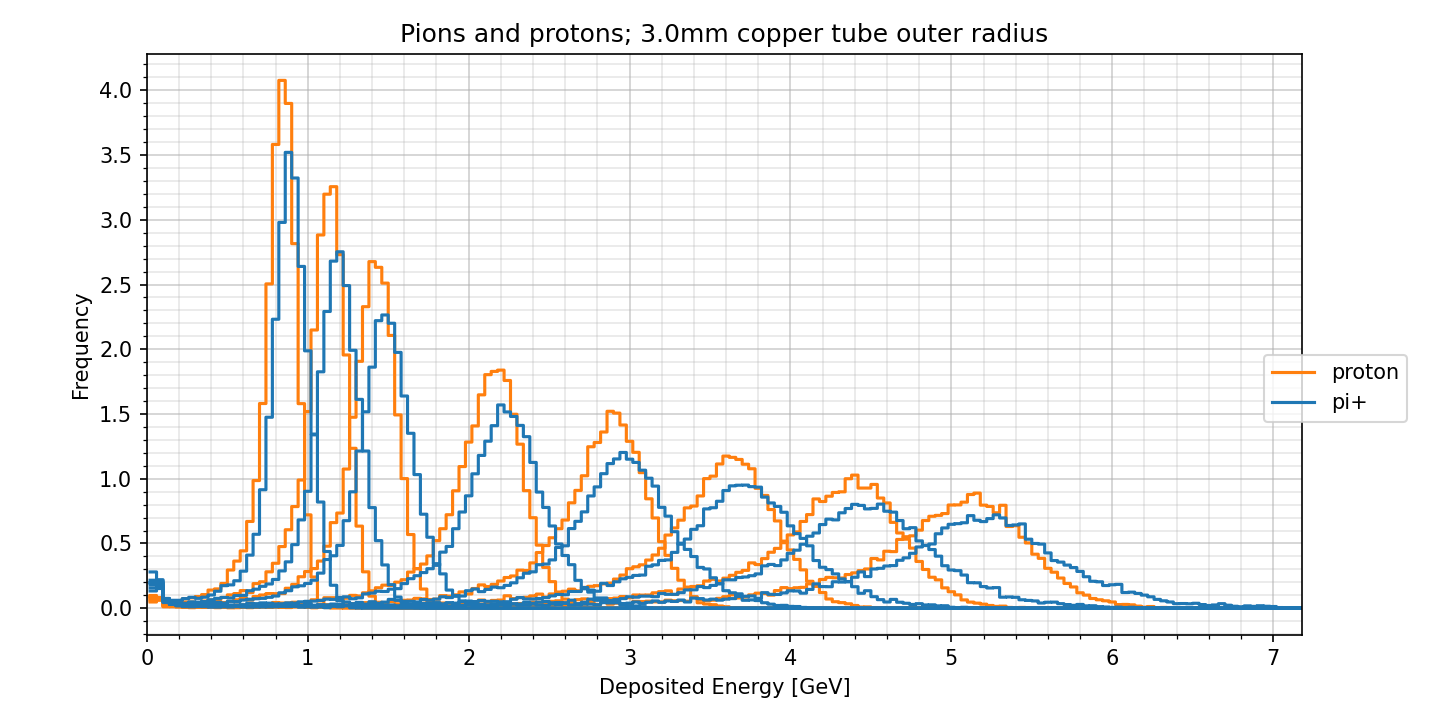 Pions and protons; 3.0mm copper tube outer radius
Frequency
4.0
3.5
3.0
2.5
2.0
1.5
1.0
0.5
0.0
proton
pi+
0 1 2 3 4 5 6 7
Deposited Energy [GeV]